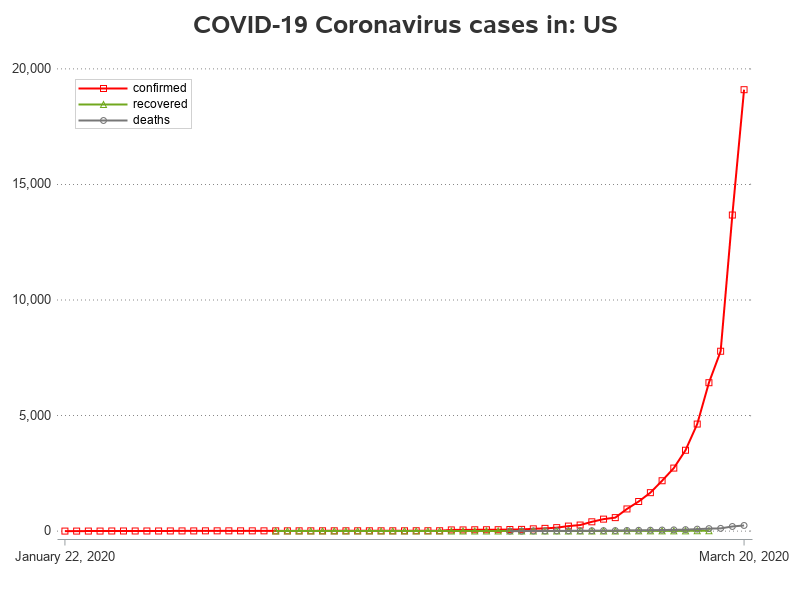 COVID-19 Coronavirus cases in: US
20,000
confirmed
recovered
deaths
15,000
10,000
5,000
0
January 22, 2020
March 20, 2020